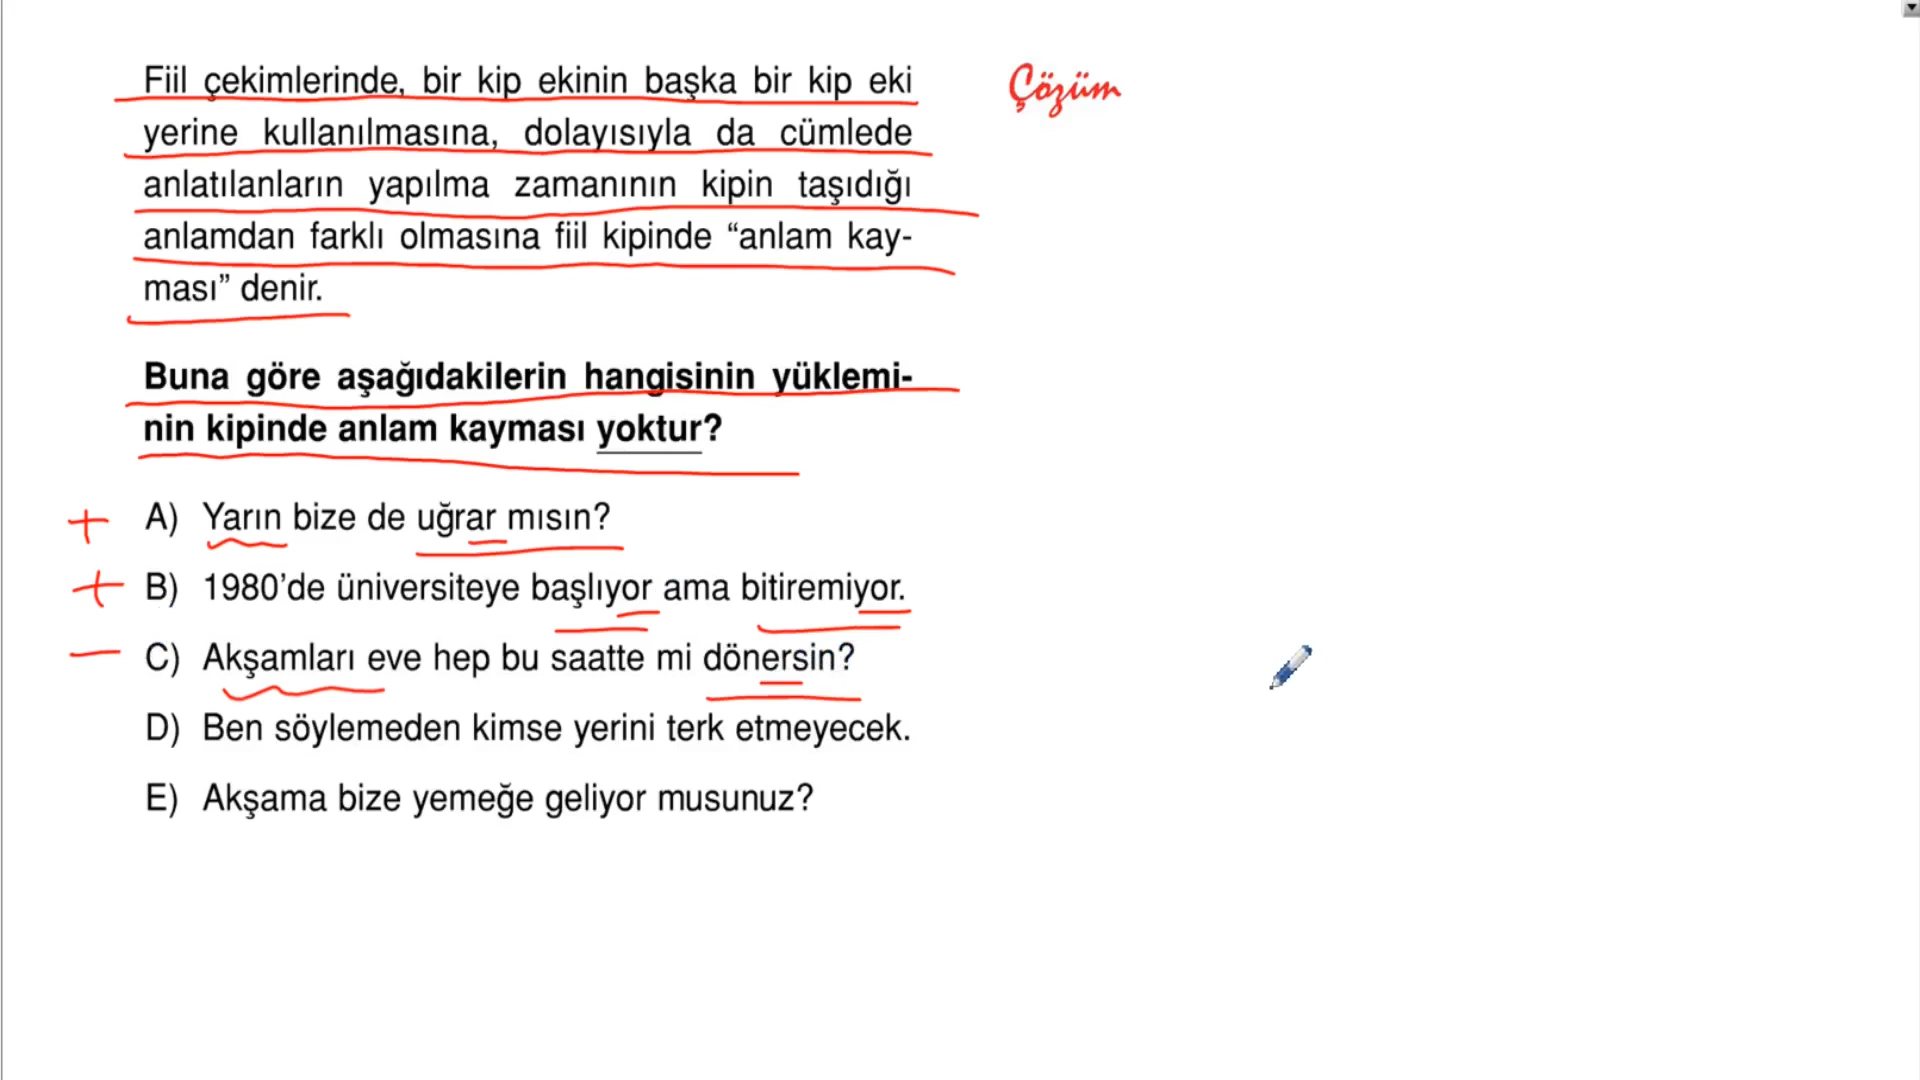 Fiil çekimlerinde, bir kip ekinin başka bir kip eki
yerine kullanılmasına, dolayısıyla da cümlede
anlatılanların yapılma zamanının kipin taşıdığı
anlamdan farklı olmasına fiil kipinde “anlam kay-
ması” denir.
Buna göre aşağıdakilerin hangisinin yüklemi-
nin kipinde anlam kayması yoktur?
+ A) Yarın bize de uğrar mısın?
+ B) 1980’de üniversiteye başlıyor ama bitiremiyor.
– C) Akşamları eve hep bu saatte mi dönersin?
D) Ben söylemeden kimse yerini terk etmeyecek.
E) Akşama bize yemeğe geliyor musunuz?
Çözüm